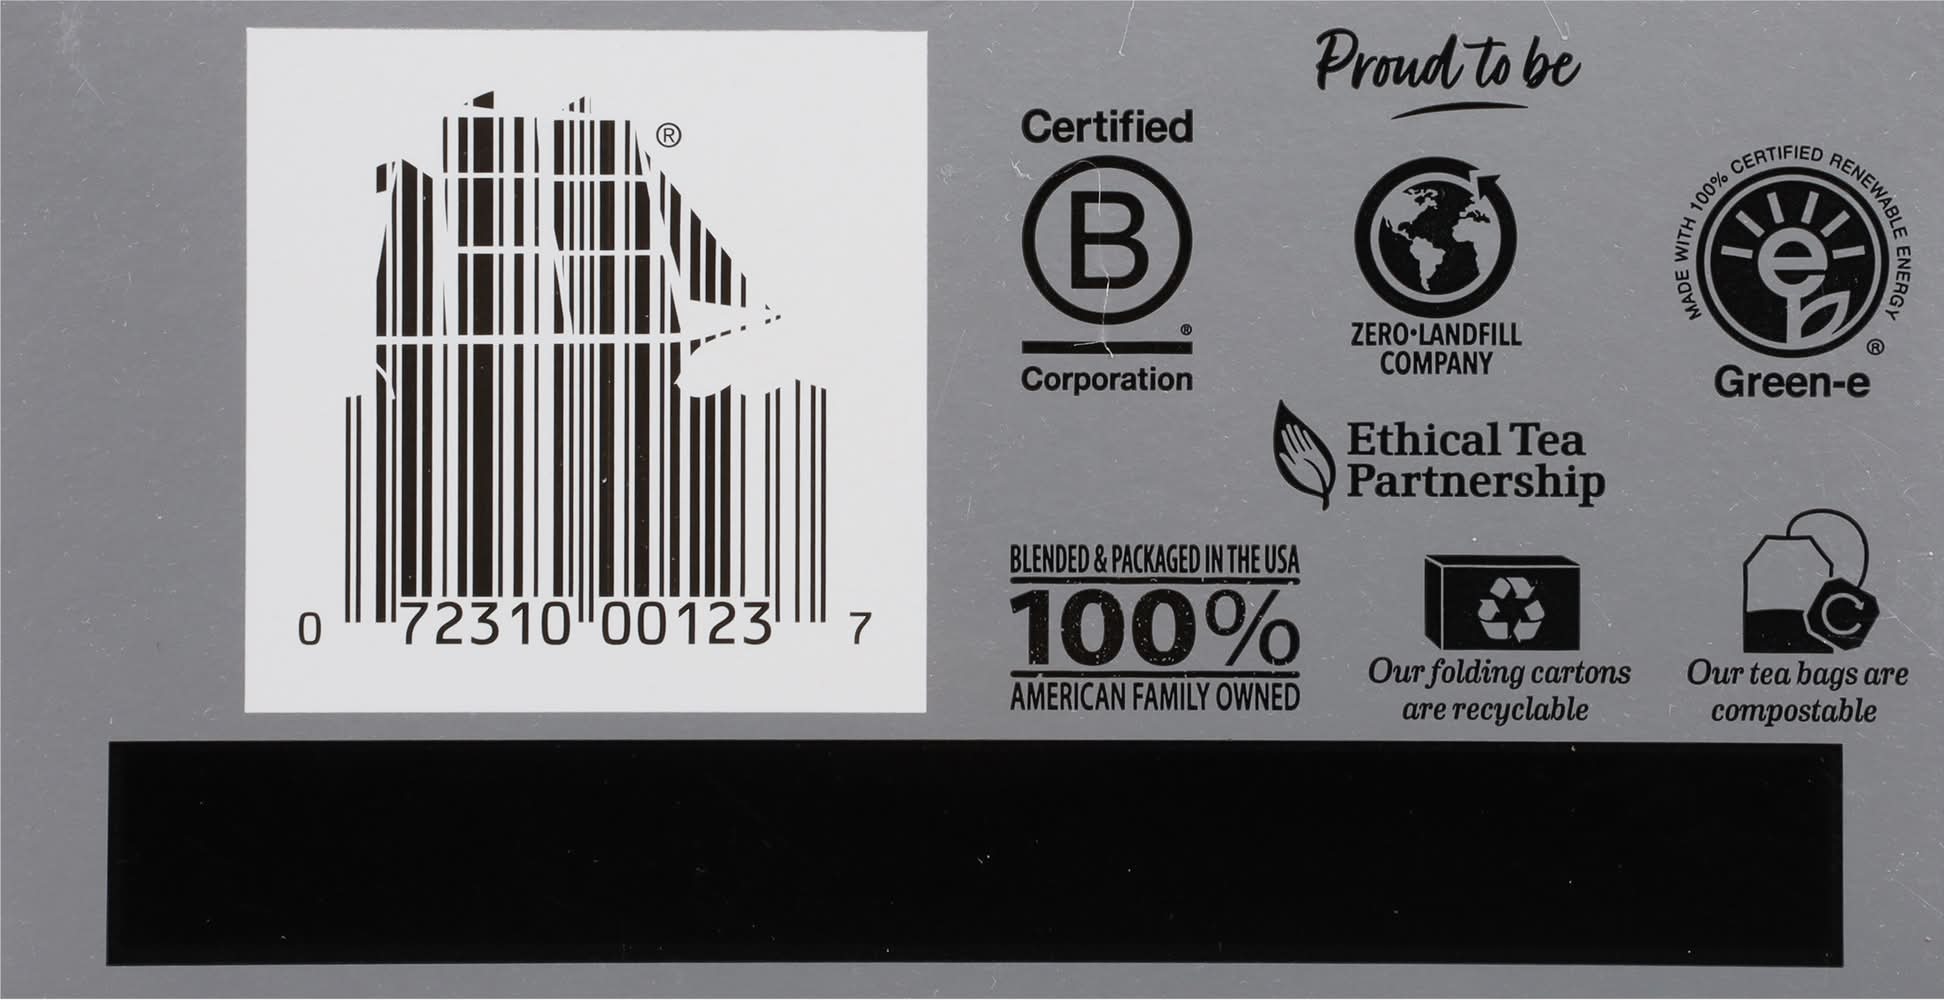 ®
0 72310 00123 7
Proud to be
Certified
B
®
Corporation
ZERO•LANDFILL
COMPANY
MADE WITH 100% CERTIFIED RENEWABLE ENERGY
e
®
Green-e
Ethical Tea
Partnership
BLENDED & PACKAGED IN THE USA
100%
AMERICAN FAMILY OWNED
Our folding cartons
are recyclable
C
Our tea bags are
compostable